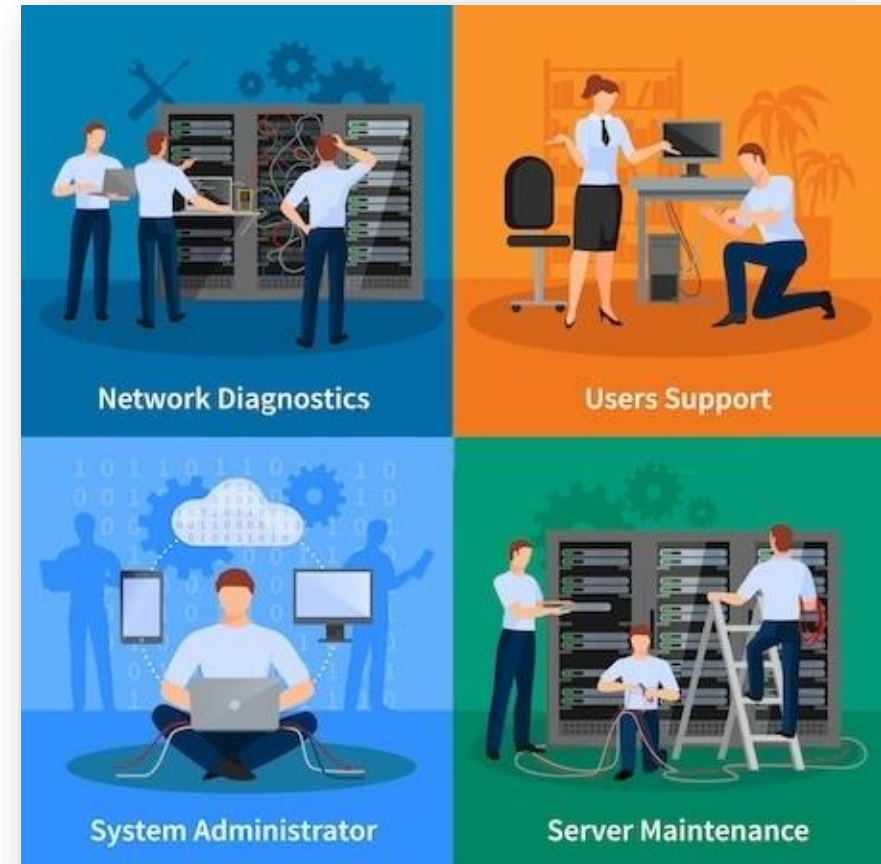 Network Diagnostics
Users Support
System Administrator
Server Maintenance